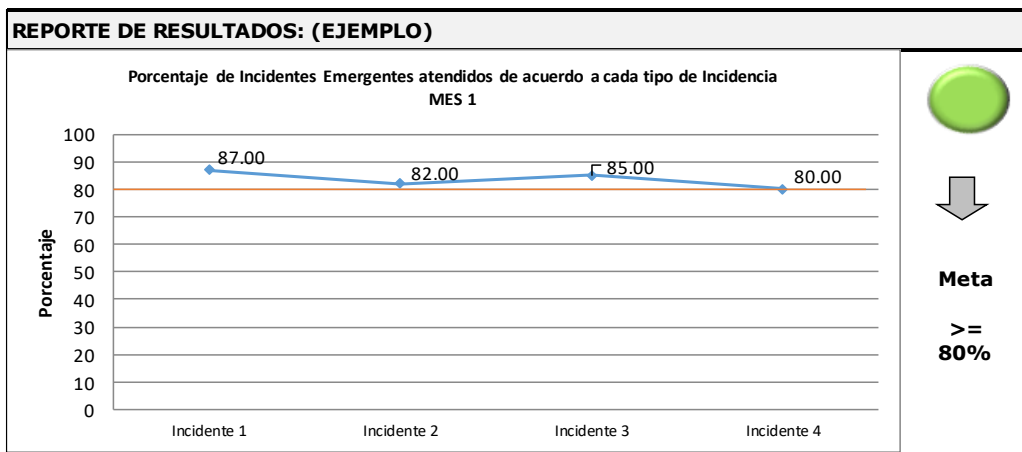 REPORTE DE RESULTADOS: (EJEMPLO)
Porcentaje de Incidentes Emergentes atendidos de acuerdo a cada tipo de Incidencia
MES 1
Porcentaje
100
90
80
70
60
50
40
30
20
10
0
87.00
82.00
85.00
80.00
Incidente 1
Incidente 2
Incidente 3
Incidente 4
Meta
>=
80%